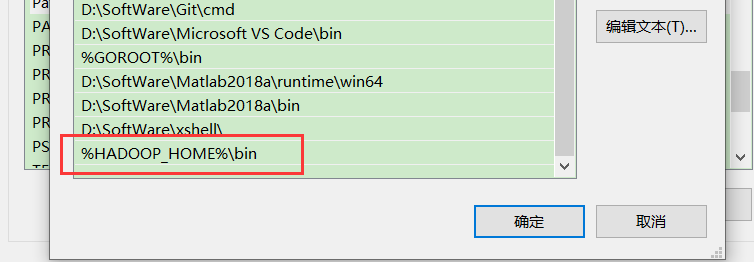 Pa
PA
PR
PR
PR
PR
PS
D:\SoftWare\Git\cmd
D:\SoftWare\Microsoft VS Code\bin
%GOROOT%\bin
D:\SoftWare\Matlab2018a\runtime\win64
D:\SoftWare\Matlab2018a\bin
D:\SoftWare\xshell\
%HADOOP_HOME%\bin
编辑文本(T)...
确定
取消